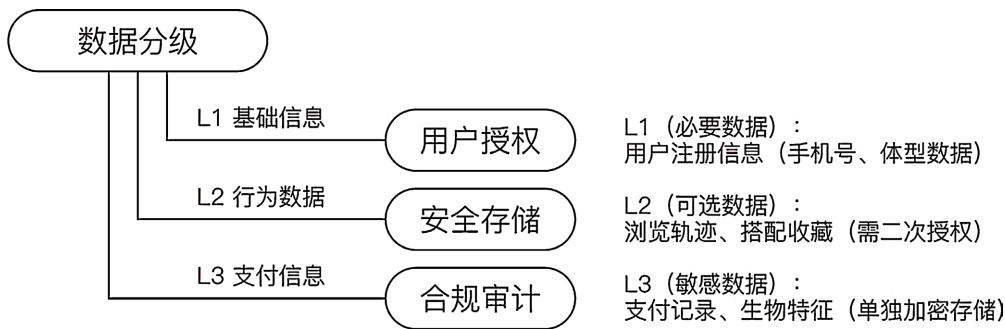 数据分级
L1 基础信息
用户授权
L1（必要数据）：
用户注册信息（手机号、体型数据）
L2 行为数据
安全存储
L2（可选数据）：
浏览轨迹、搭配收藏（需二次授权）
L3 支付信息
合规审计
L3（敏感数据）：
支付记录、生物特征（单独加密存储）